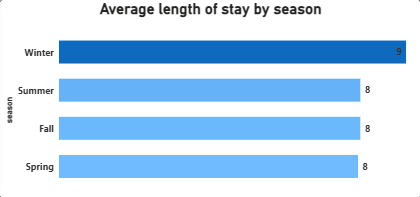 Average length of stay by season
season
Winter 9
Summer 8
Fall 8
Spring 8